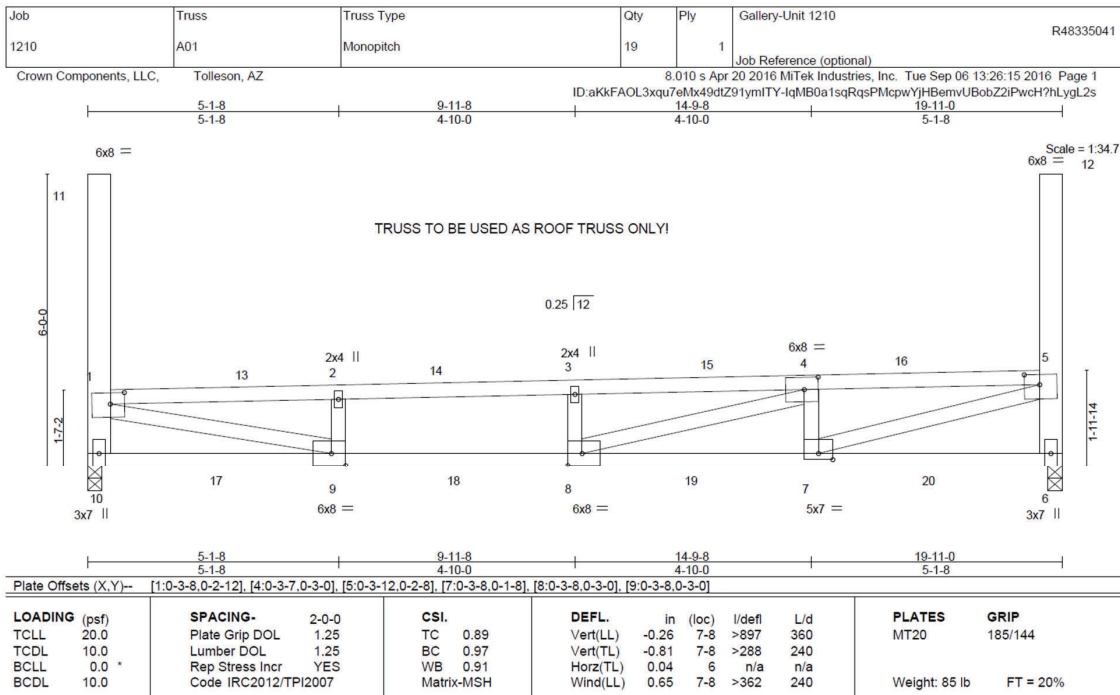 Job Truss Truss Type Qty Ply Gallery-Unit 1210
R48335041
1210 A01 Monopitch 19 1
Job Reference (optional)
Crown Components, LLC, Tolleson, AZ 8.010 s Apr 20 2016 MiTek Industries, Inc. Tue Sep 06 13:26:15 2016 Page 1
ID:aKkFAOL3xqu7eMx49dtZ91ymITY-IqMB0a1sqRqsPMcpwYjHBemvUBobZ2iPwcH?hLygL2s
5-1-8 9-11-8 14-9-8 19-11-0
5-1-8 4-10-0 4-10-0 5-1-8
Scale = 1:34.7
6x8 = 6x8 =
11 12
TRUSS TO BE USED AS ROOF TRUSS ONLY!
6-0-0
0.25 12
2x4 || 2x4 || 6x8 =
1 13 2 14 3 15 4 16 5
1-7-2 1-11-14
17 18 19 20
10 9 8 7 6
3x7 || 6x8 = 6x8 = 5x7 = 3x7 ||
5-1-8 9-11-8 14-9-8 19-11-0
5-1-8 4-10-0 4-10-0 5-1-8
Plate Offsets (X,Y)-- [1:0-3-8,0-2-12], [4:0-3-7,0-3-0], [5:0-3-12,0-2-8], [7:0-3-8,0-1-8], [8:0-3-8,0-3-0], [9:0-3-8,0-3-0]
LOADING (psf) SPACING- 2-0-0 CSI. DEFL. in (loc) l/defl L/d PLATES GRIP
TCLL 20.0 Plate Grip DOL 1.25 TC 0.89 Vert(LL) -0.26 7-8 >897 360 MT20 185/144
TCDL 10.0 Lumber DOL 1.25 BC 0.97 Vert(TL) -0.81 7-8 >288 240
BCLL 0.0 * Rep Stress Incr YES WB 0.91 Horz(TL) 0.04 6 n/a n/a
BCDL 10.0 Code IRC2012/TPI2007 Matrix-MSH Wind(LL) 0.65 7-8 >362 240 Weight: 85 lb FT = 20%